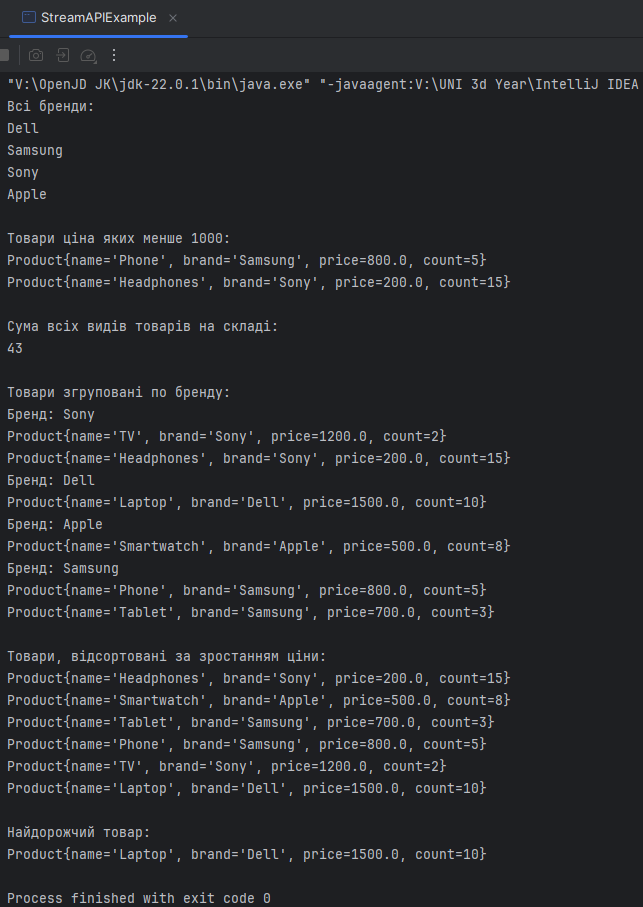 StreamAPIExample
"V:\OpenJD JK\jdk-22.0.1\bin\java.exe" "-javaagent:V:\UNI 3d Year\IntelliJ IDEA
Всі бренди:
Dell
Samsung
Sony
Apple
Товари ціна яких менше 1000:
Product{name='Phone', brand='Samsung', price=800.0, count=5}
Product{name='Headphones', brand='Sony', price=200.0, count=15}
Сума всіх видів товарів на складі:
43
Товари згруповані по бренду:
Бренд: Sony
Product{name='TV', brand='Sony', price=1200.0, count=2}
Product{name='Headphones', brand='Sony', price=200.0, count=15}
Бренд: Dell
Product{name='Laptop', brand='Dell', price=1500.0, count=10}
Бренд: Apple
Product{name='Smartwatch', brand='Apple', price=500.0, count=8}
Бренд: Samsung
Product{name='Phone', brand='Samsung', price=800.0, count=5}
Product{name='Tablet', brand='Samsung', price=700.0, count=3}
Товари, відсортовані за зростанням ціни:
Product{name='Headphones', brand='Sony', price=200.0, count=15}
Product{name='Smartwatch', brand='Apple', price=500.0, count=8}
Product{name='Tablet', brand='Samsung', price=700.0, count=3}
Product{name='Phone', brand='Samsung', price=800.0, count=5}
Product{name='TV', brand='Sony', price=1200.0, count=2}
Product{name='Laptop', brand='Dell', price=1500.0, count=10}
Найдорожчий товар:
Product{name='Laptop', brand='Dell', price=1500.0, count=10}
Process finished with exit code 0